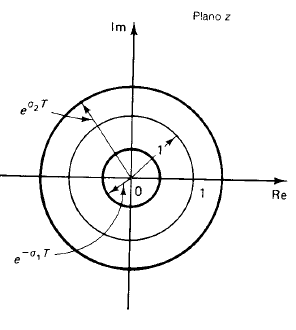 Plano z
Im
e^{σ₂T}
1
0
1
Re
e^{-σ₁T}